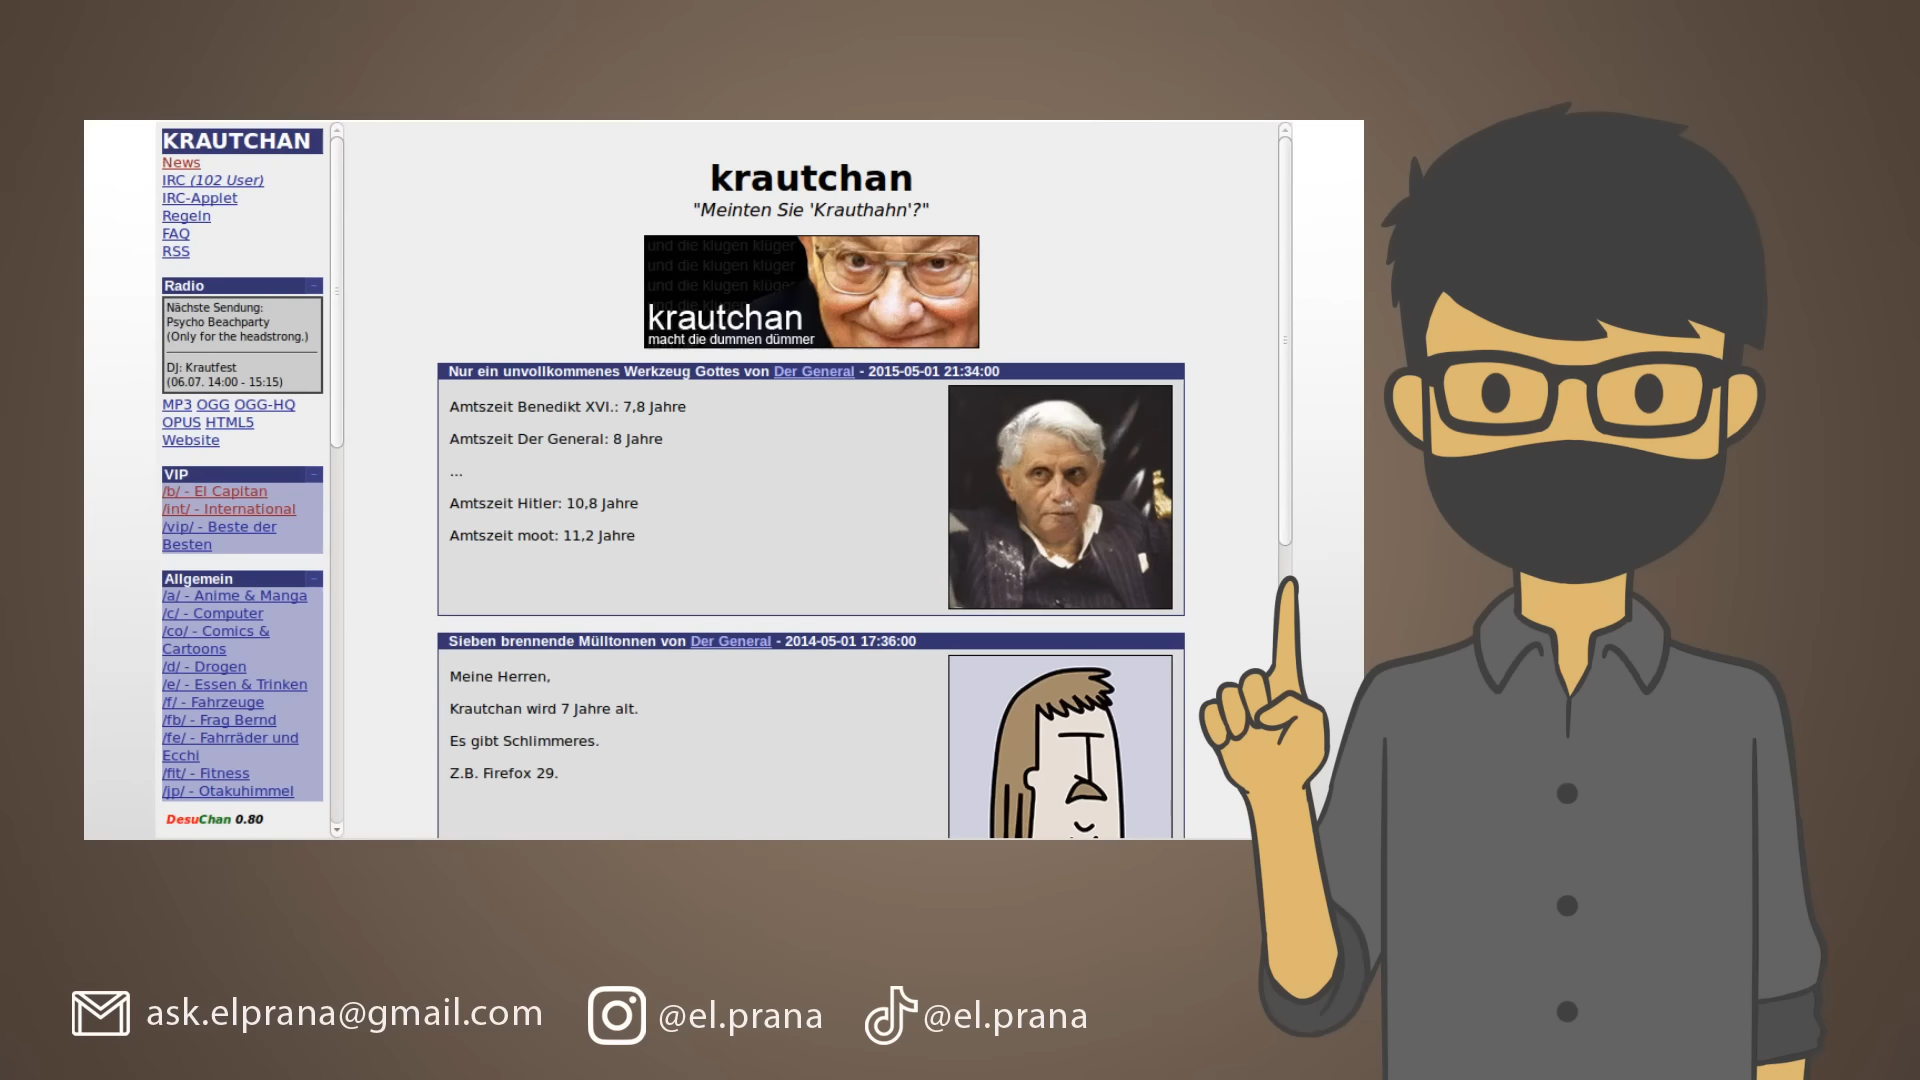 KRAUTCHAN
News
IRC (102 User)
IRC-Applet
Regeln
FAQ
RSS
Radio
Nächste Sendung:
Psycho Beachparty
(Only for the headstrong.)
DJ: Krautfest
(06.07. 14:00 - 15:15)
MP3 OGG OGG-HQ
OPUS HTML5
Website
VIP
/b/ - El Capitan
/int/ - International
/vip/ - Beste der
Besten
Allgemein
/a/ - Anime & Manga
/c/ - Computer
/co/ - Comics &
Cartoons
/d/ - Drogen
/e/ - Essen & Trinken
/f/ - Fahrzeuge
/fb/ - Frag Bernd
/fe/ - Fahrräder und
Ecchi
/fit/ - Fitness
/jp/ - Otakuhimmel
DesuChan 0.80
krautchan
"Meinten Sie 'Krauthahn'?"
und die klugen klüger
und die klugen klüger
und die klugen klüger
und die klugen
krautchan
macht die dummen dümmer
Nur ein unvollkommenes Werkzeug Gottes von Der General - 2015-05-01 21:34:00
Amtszeit Benedikt XVI.: 7,8 Jahre
Amtszeit Der General: 8 Jahre
...
Amtszeit Hitler: 10,8 Jahre
Amtszeit moot: 11,2 Jahre
Sieben brennende Mülltonnen von Der General - 2014-05-01 17:36:00
Meine Herren,
Krautchan wird 7 Jahre alt.
Es gibt Schlimmeres.
Z.B. Firefox 29.
ask.elprana@gmail.com
@el.prana
@el.prana